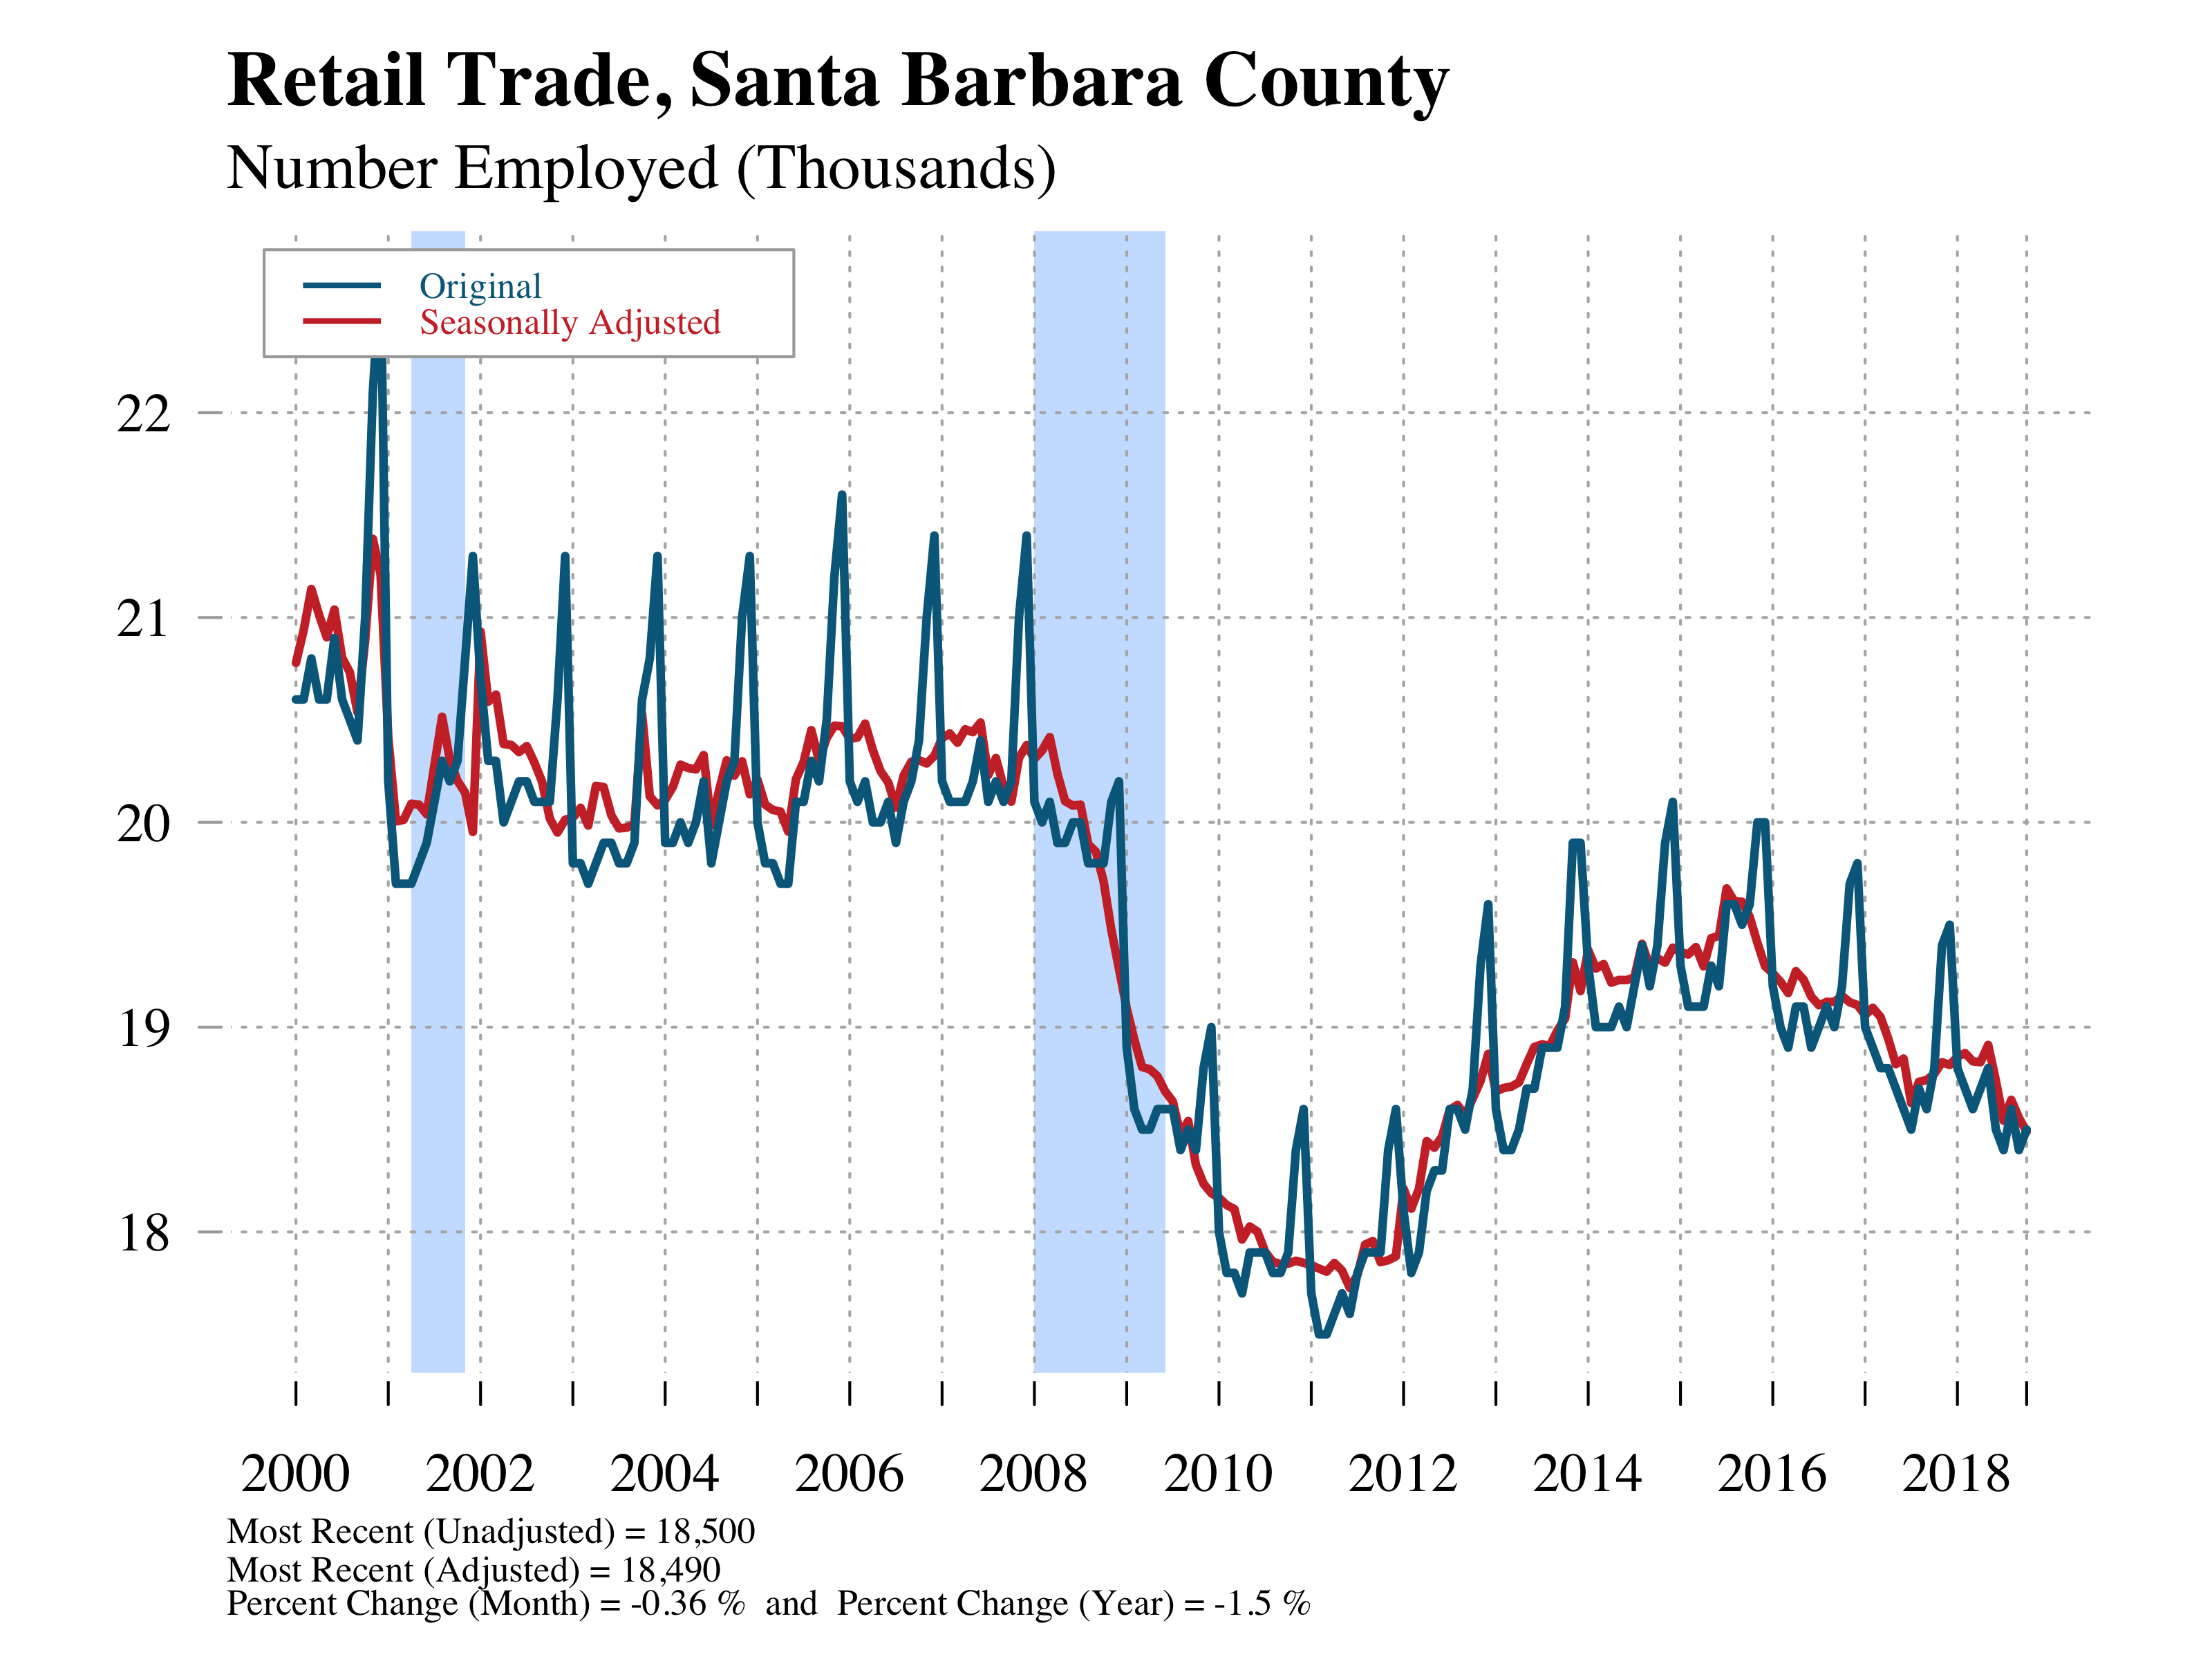 Retail Trade, Santa Barbara County
Number Employed (Thousands)
Original
Seasonally Adjusted
22
21
20
19
18
2000 2002 2004 2006 2008 2010 2012 2014 2016 2018
Most Recent (Unadjusted) = 18,500
Most Recent (Adjusted) = 18,490
Percent Change (Month) = -0.36 % and Percent Change (Year) = -1.5 %